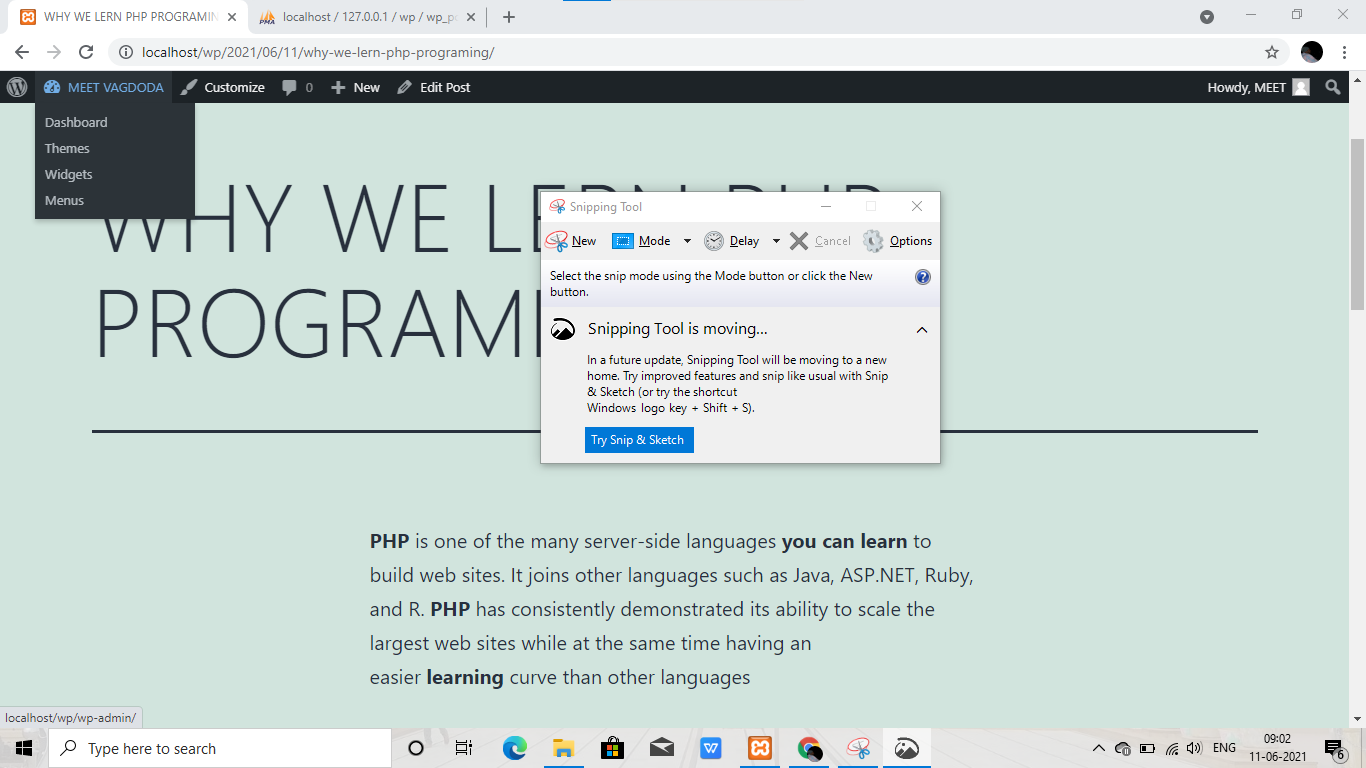 WHY WE LERN PHP PROGRAMIN
localhost / 127.0.0.1 / wp / wp_po
localhost/wp/2021/06/11/why-we-lern-php-programing/
MEET VAGDODA
Customize
0
New
Edit Post
Howdy, MEET
Dashboard
Themes
Widgets
Menus
WHY WE LERN PHP
PROGRAMI
Snipping Tool
New
Mode
Delay
Cancel
Options
Select the snip mode using the Mode button or click the New
button.
Snipping Tool is moving...
In a future update, Snipping Tool will be moving to a new
home. Try improved features and snip like usual with Snip
& Sketch (or try the shortcut
Windows logo key + Shift + S).
Try Snip & Sketch
PHP is one of the many server-side languages you can learn to
build web sites. It joins other languages such as Java, ASP.NET, Ruby,
and R. PHP has consistently demonstrated its ability to scale the
largest web sites while at the same time having an
easier learning curve than other languages
localhost/wp/wp-admin/
Type here to search
ENG
09:02
11-06-2021
6